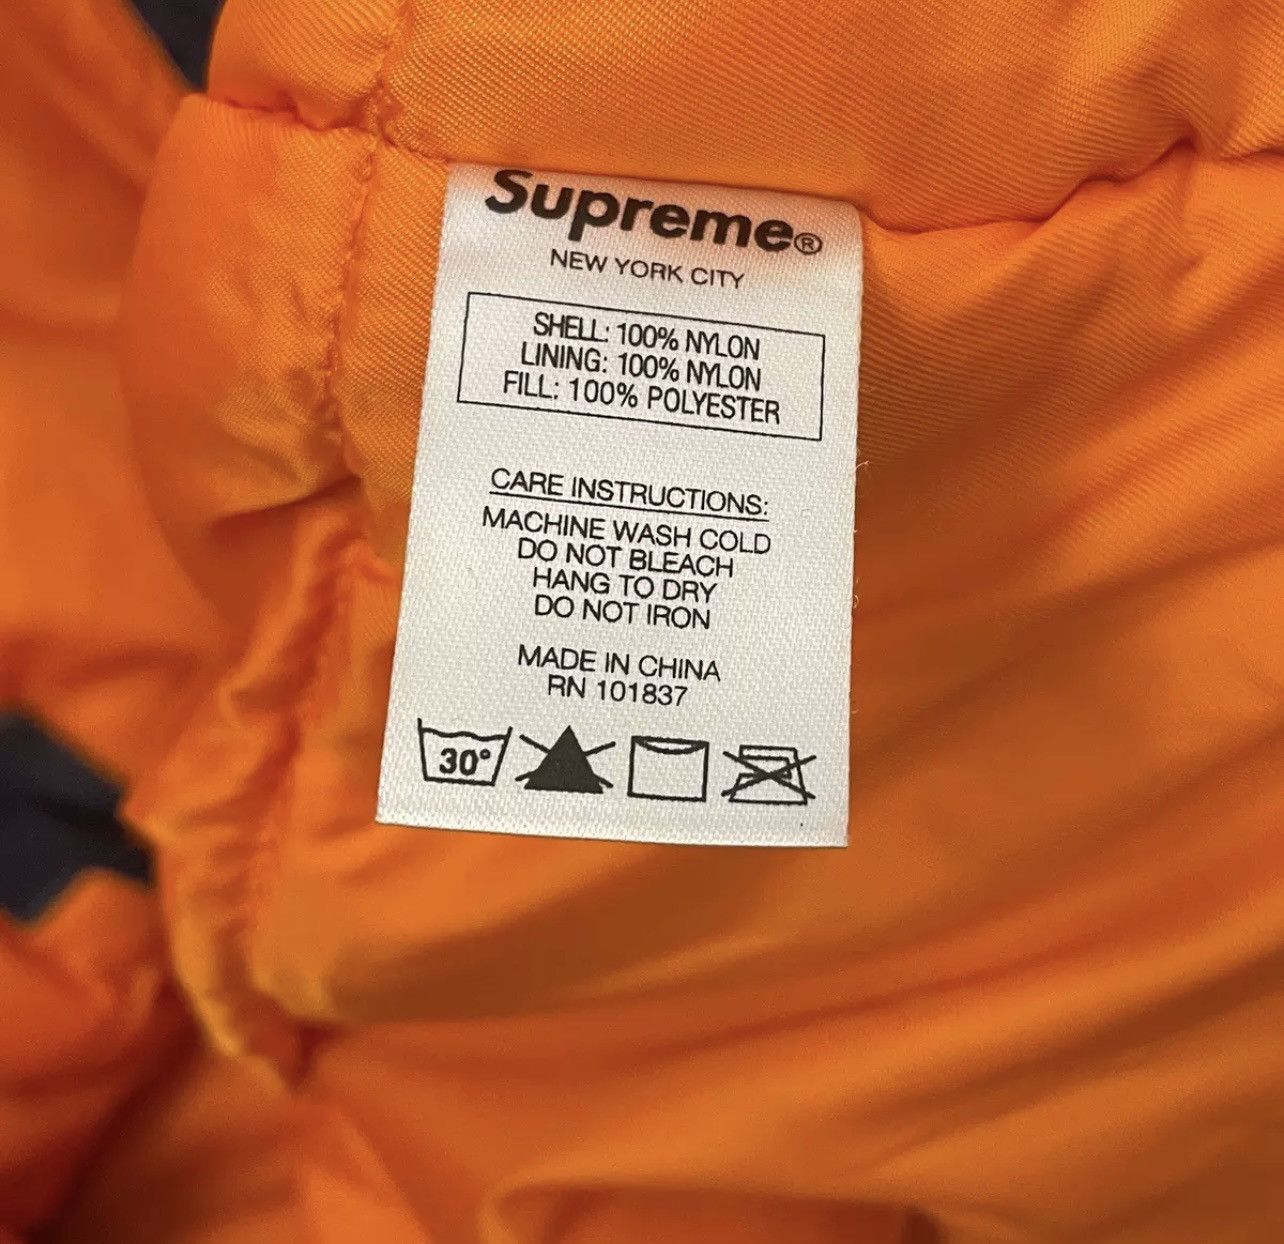 Supreme®
NEW YORK CITY
SHELL: 100% NYLON
LINING: 100% NYLON
FILL: 100% POLYESTER
CARE INSTRUCTIONS:
MACHINE WASH COLD
DO NOT BLEACH
HANG TO DRY
DO NOT IRON
MADE IN CHINA
RN 101837
30°